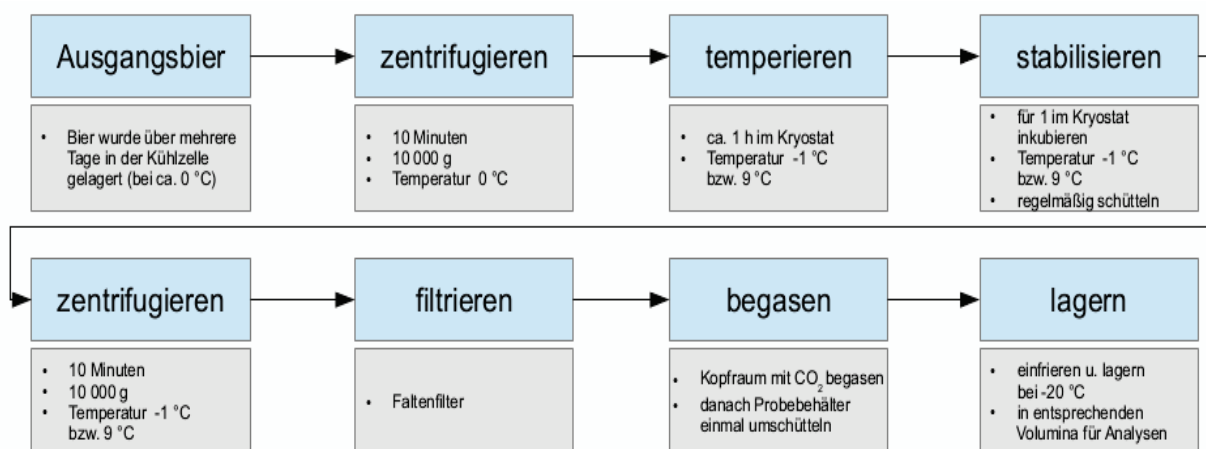 Ausgangsbier
• Bier wurde über mehrere
Tage in der Kühlzelle
gelagert (bei ca. 0 °C)
zentrifugieren
• 10 Minuten
• 10 000 g
• Temperatur 0 °C
temperieren
• ca. 1 h im Kryostat
• Temperatur -1 °C
bzw. 9 °C
stabilisieren
• für 1 im Kryostat
inkubieren
• Temperatur -1 °C
bzw. 9 °C
• regelmäßig schütteln
zentrifugieren
• 10 Minuten
• 10 000 g
• Temperatur -1 °C
bzw. 9 °C
filtrieren
• Faltenfilter
begasen
• Kopfraum mit CO2 begasen
• danach Probebehälter
einmal umschütteln
lagern
• einfrieren u. lagern
bei -20 °C
• in entsprechenden
Volumina für Analysen